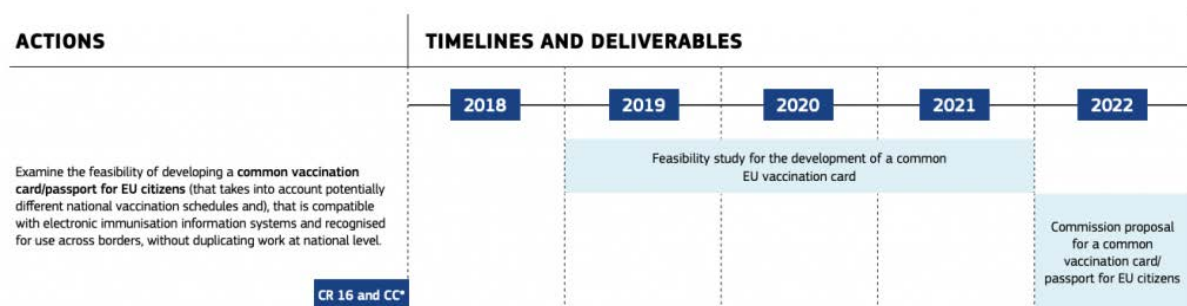 ACTIONS
TIMELINES AND DELIVERABLES
2018
2019
2020
2021
2022
Examine the feasibility of developing a common vaccination
card/passport for EU citizens (that takes into account potentially
different national vaccination schedules and), that is compatible
with electronic immunisation information systems and recognised
for use across borders, without duplicating work at national level.
CR 16 and CC*
Feasibility study for the development of a common
EU vaccination card
Commission proposal
for a common
vaccination card/
passport for EU citizens